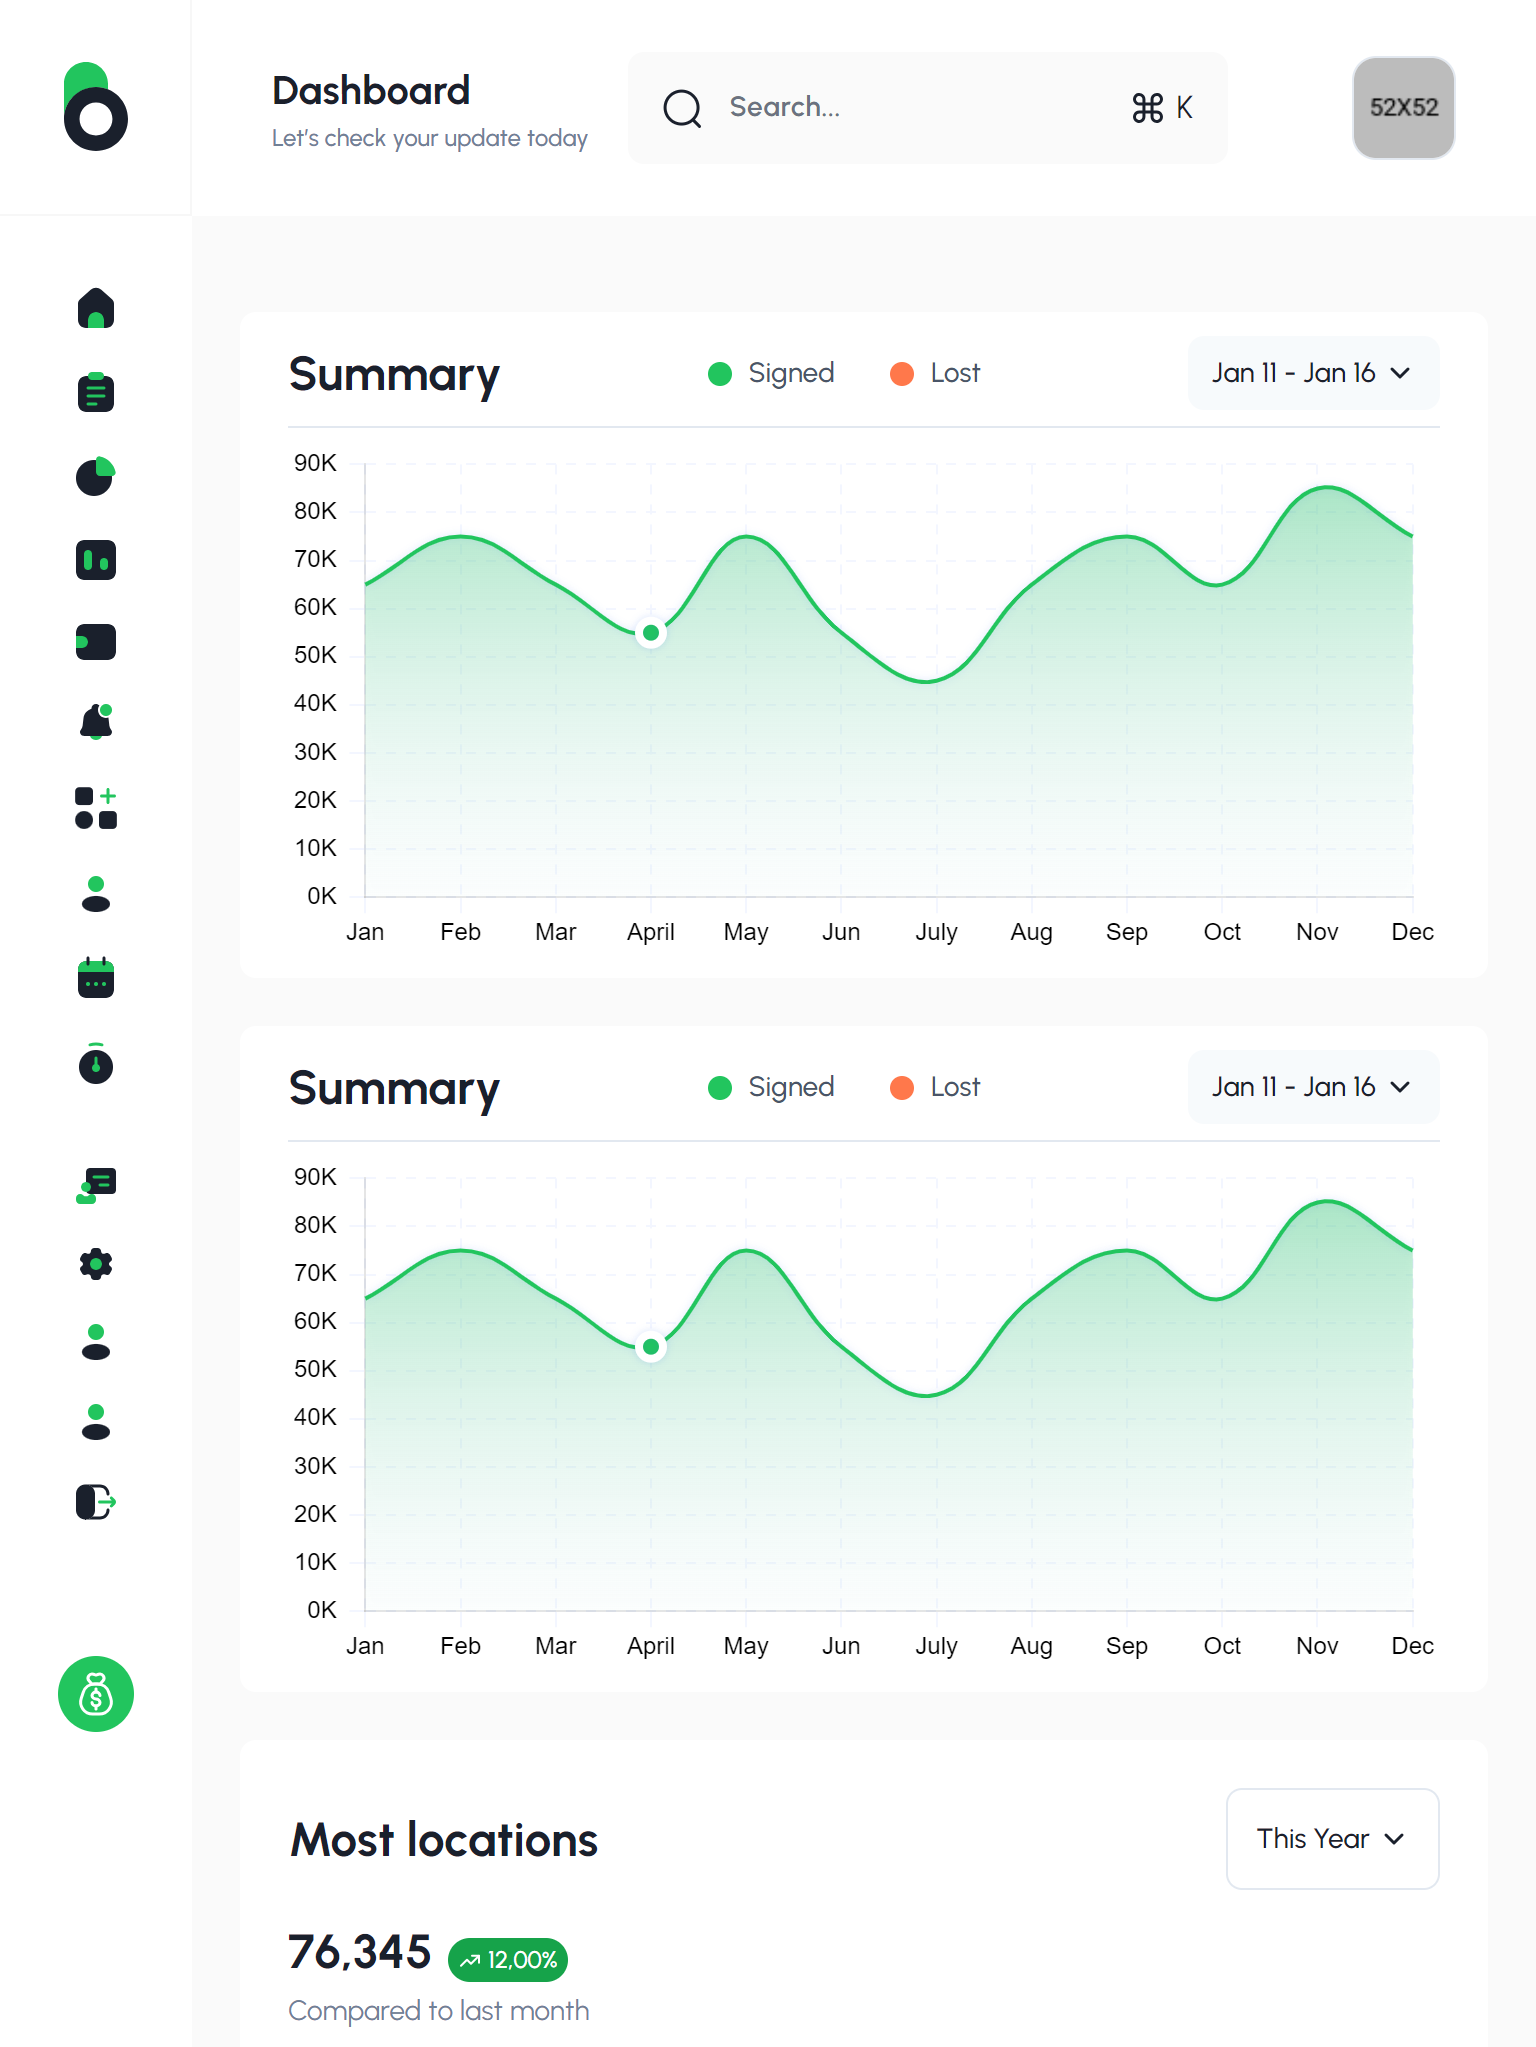 Dashboard
Let's check your update today
Search...
⌘ K
52X52
Summary
Signed
Lost
Jan 11 - Jan 16
90K
80K
70K
60K
50K
40K
30K
20K
10K
0K
Jan Feb Mar April May Jun July Aug Sep Oct Nov Dec
Summary
Signed
Lost
Jan 11 - Jan 16
90K
80K
70K
60K
50K
40K
30K
20K
10K
0K
Jan Feb Mar April May Jun July Aug Sep Oct Nov Dec
Most locations
This Year
76,345
12,00%
Compared to last month